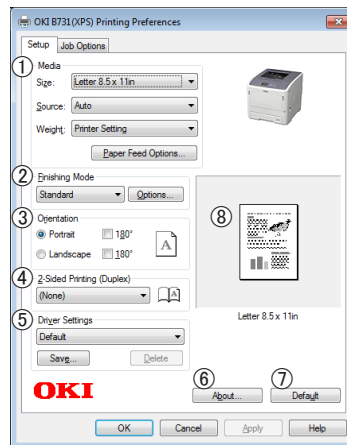 OKI B731(XPS) Printing Preferences
Setup Job Options
① Media
Size: Letter 8.5 x 11in
Source: Auto
Weight: Printer Setting
Paper Feed Options...
② Finishing Mode
Standard Options...
③ Orientation
Portrait 180°
Landscape 180°
A
④ 2-Sided Printing (Duplex)
(None) A
⑤ Driver Settings
Default
Save... Delete
⑧
Letter 8.5 x 11in
OKI
⑥ ⑦
About... Default
OK Cancel Apply Help